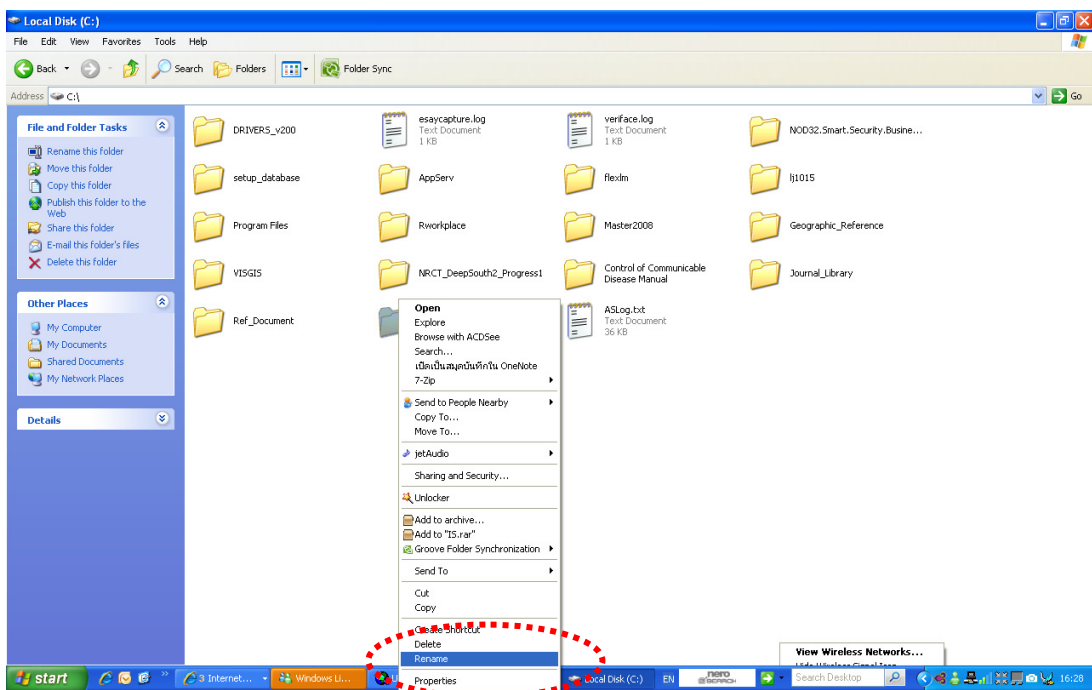 Local Disk (C:)
File Edit View Favorites Tools Help
Back Search Folders Folder Sync
Address C:\ Go
File and Folder Tasks
Rename this folder
Move this folder
Copy this folder
Publish this folder to the
Web
Share this folder
E-mail this folder's files
Delete this folder
Other Places
My Computer
My Documents
Shared Documents
My Network Places
Details
DRIVERS_v200
esaycapture.log
Text Document
1 KB
veriface.log
Text Document
1 KB
NOD32.Smart.Security.Busine...
setup_database
AppServ
flexlm
lj1015
Program Files
Rworkplace
Master2008
Geographic_Reference
VISGIS
NRCT_DeepSouth2_Progress1
Control of Communicable
Disease Manual
Journal_Library
Ref_Document
ASLog.txt
Text Document
36 KB
Open
Explore
Browse with ACDSee
Search...
เปิดเป็นสมุดบันทึกใน OneNote
7-Zip
Send to People Nearby
Copy To...
Move To...
jetAudio
Sharing and Security...
Unlocker
Add to archive...
Add to "I5.rar"
Groove Folder Synchronization
Send To
Cut
Copy
Create Shortcut
Delete
Rename
Properties
View Wireless Networks...
start 3 Internet... Windows Li... U Local Disk (C:) EN nero SEARCH Search Desktop 16:28